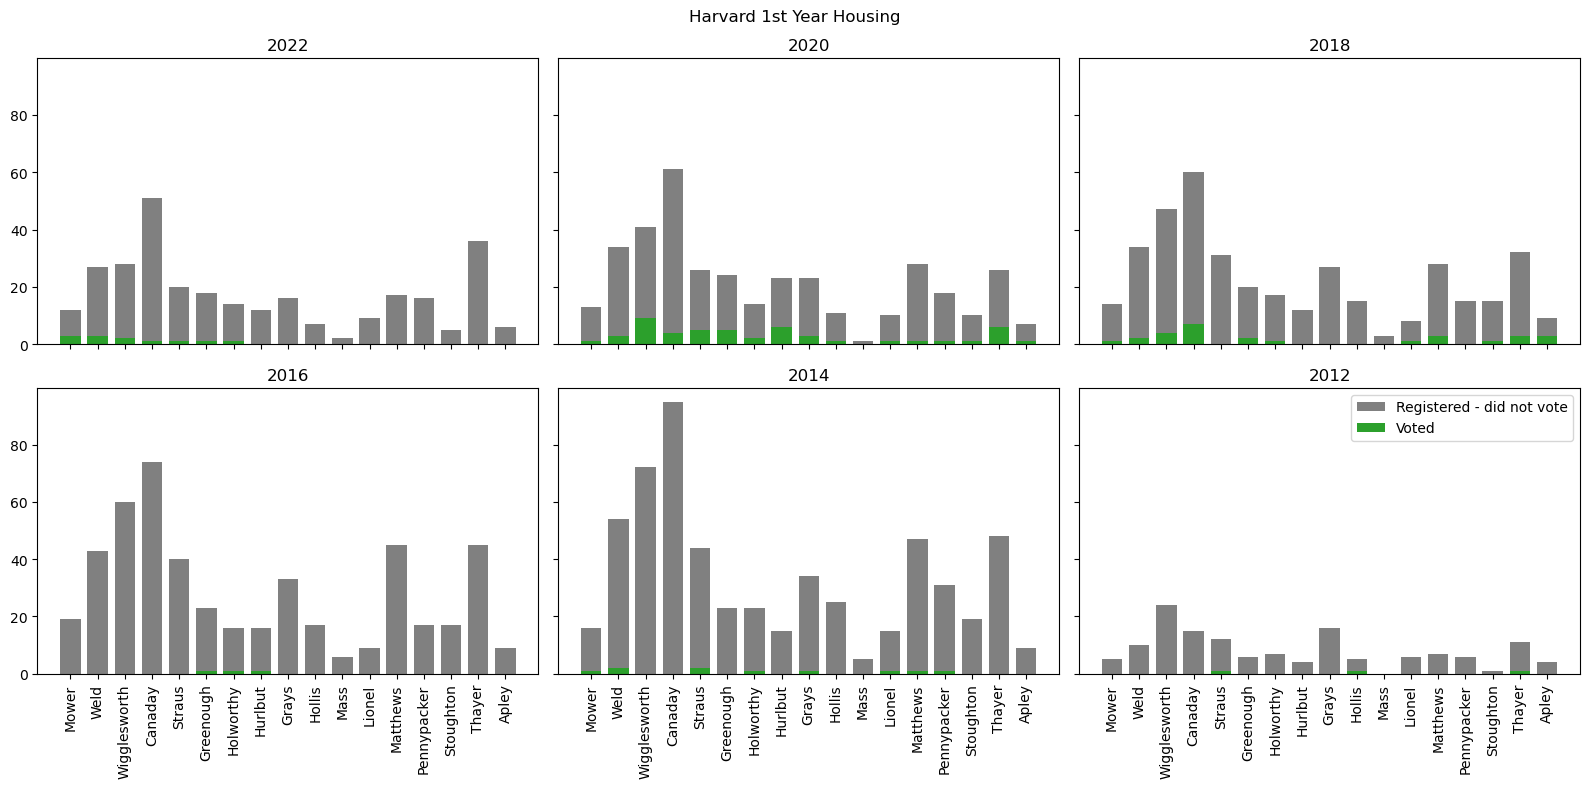 Harvard 1st Year Housing
2022
2020
2018
80
60
40
20
0
2016
2014
2012
80
60
40
20
0
Registered - did not vote
Voted
Mower
Weld
Wigglesworth
Canaday
Straus
Greenough
Holworthy
Hurlbut
Grays
Hollis
Mass
Lionel
Matthews
Pennypacker
Stoughton
Thayer
Apley
Mower
Weld
Wigglesworth
Canaday
Straus
Greenough
Holworthy
Hurlbut
Grays
Hollis
Mass
Lionel
Matthews
Pennypacker
Stoughton
Thayer
Apley
Mower
Weld
Wigglesworth
Canaday
Straus
Greenough
Holworthy
Hurlbut
Grays
Hollis
Mass
Lionel
Matthews
Pennypacker
Stoughton
Thayer
Apley